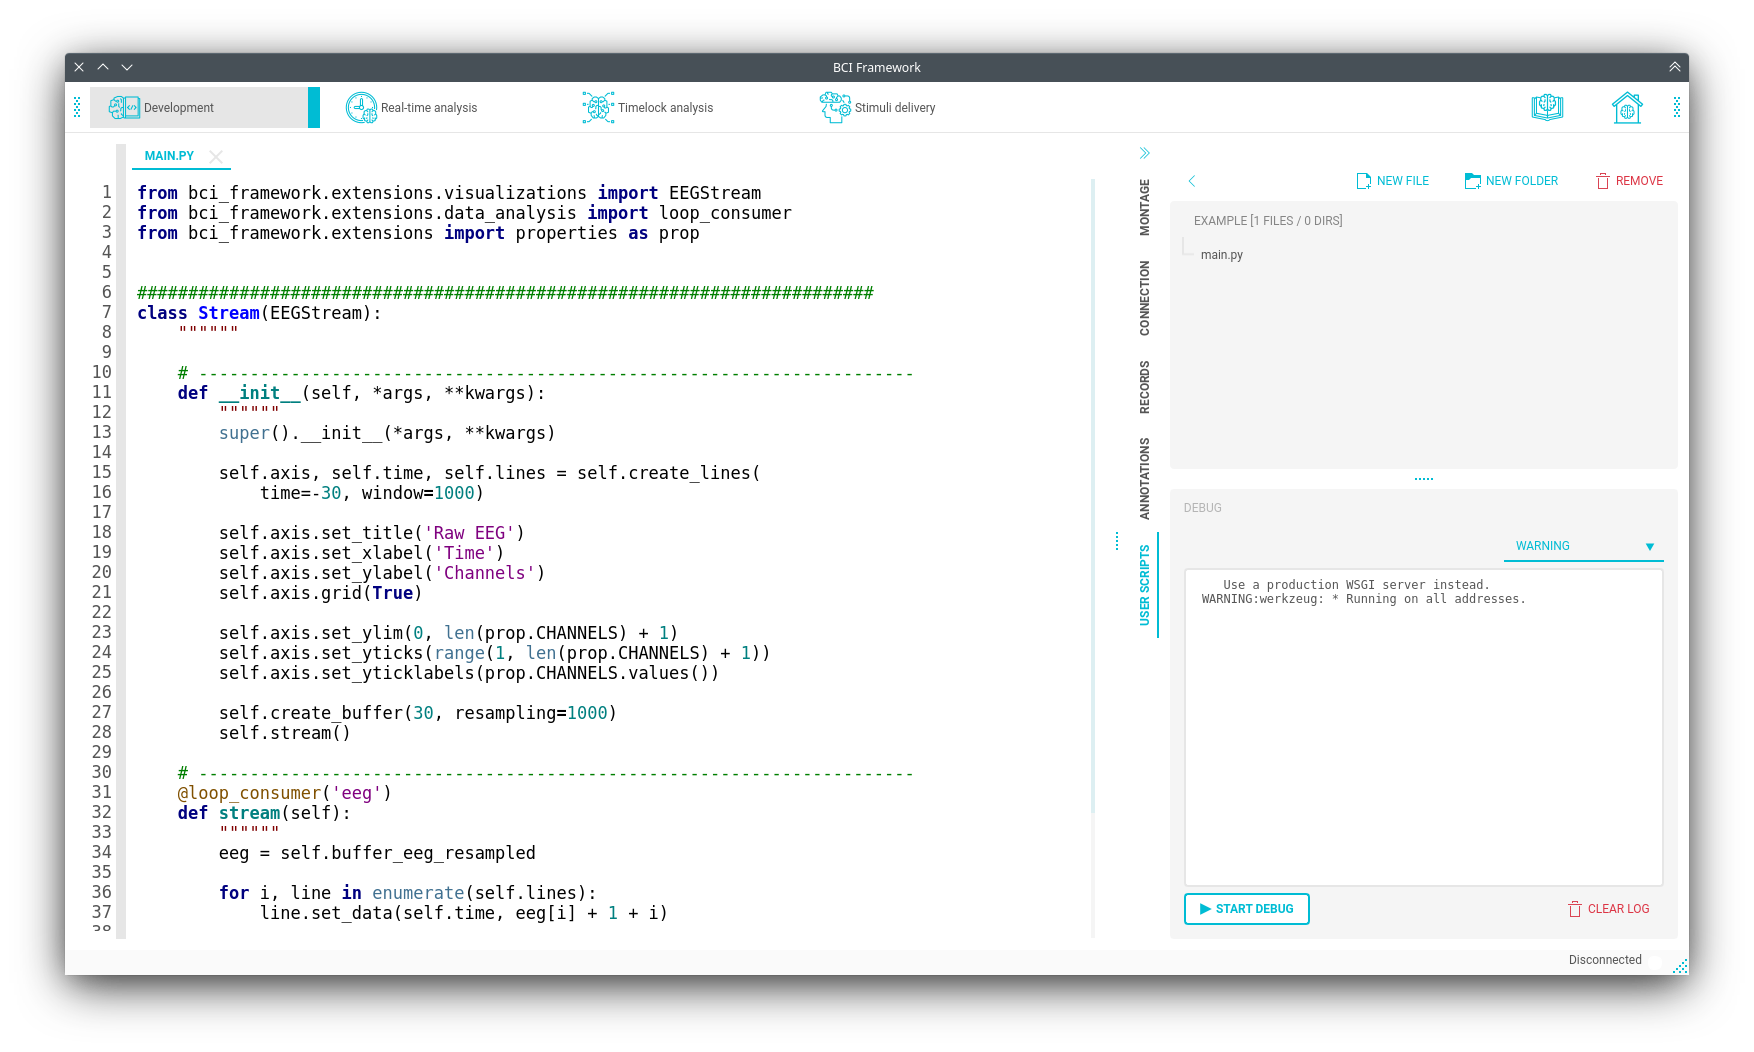 BCI Framework
Development
Real-time analysis
Timelock analysis
Stimuli delivery
MAIN.PY
1 from bci_framework.extensions.visualizations import EEGStream
2 from bci_framework.extensions.data_analysis import loop_consumer
3 from bci_framework.extensions import properties as prop
4
5
6 ########################################################################
7 class Stream(EEGStream):
8     """"""
9
10     # ----------------------------------------------------------------------
11     def __init__(self, *args, **kwargs):
12         """"""
13         super().__init__(*args, **kwargs)
14
15         self.axis, self.time, self.lines = self.create_lines(
16             time=-30, window=1000)
17
18         self.axis.set_title('Raw EEG')
19         self.axis.set_xlabel('Time')
20         self.axis.set_ylabel('Channels')
21         self.axis.grid(True)
22
23         self.axis.set_ylim(0, len(prop.CHANNELS) + 1)
24         self.axis.set_yticks(range(1, len(prop.CHANNELS) + 1))
25         self.axis.set_yticklabels(prop.CHANNELS.values())
26
27         self.create_buffer(30, resampling=1000)
28         self.stream()
29
30     # ----------------------------------------------------------------------
31     @loop_consumer('eeg')
32     def stream(self):
33         """"""
34         eeg = self.buffer_eeg_resampled
35
36         for i, line in enumerate(self.lines):
37             line.set_data(self.time, eeg[i] + 1 + i)
38
MONTAGE
CONNECTION
RECORDS
ANNOTATIONS
USER SCRIPTS
NEW FILE
NEW FOLDER
REMOVE
EXAMPLE [1 FILES / 0 DIRS]
main.py
DEBUG
WARNING
Use a production WSGI server instead.
WARNING:werkzeug: * Running on all addresses.
START DEBUG
CLEAR LOG
Disconnected